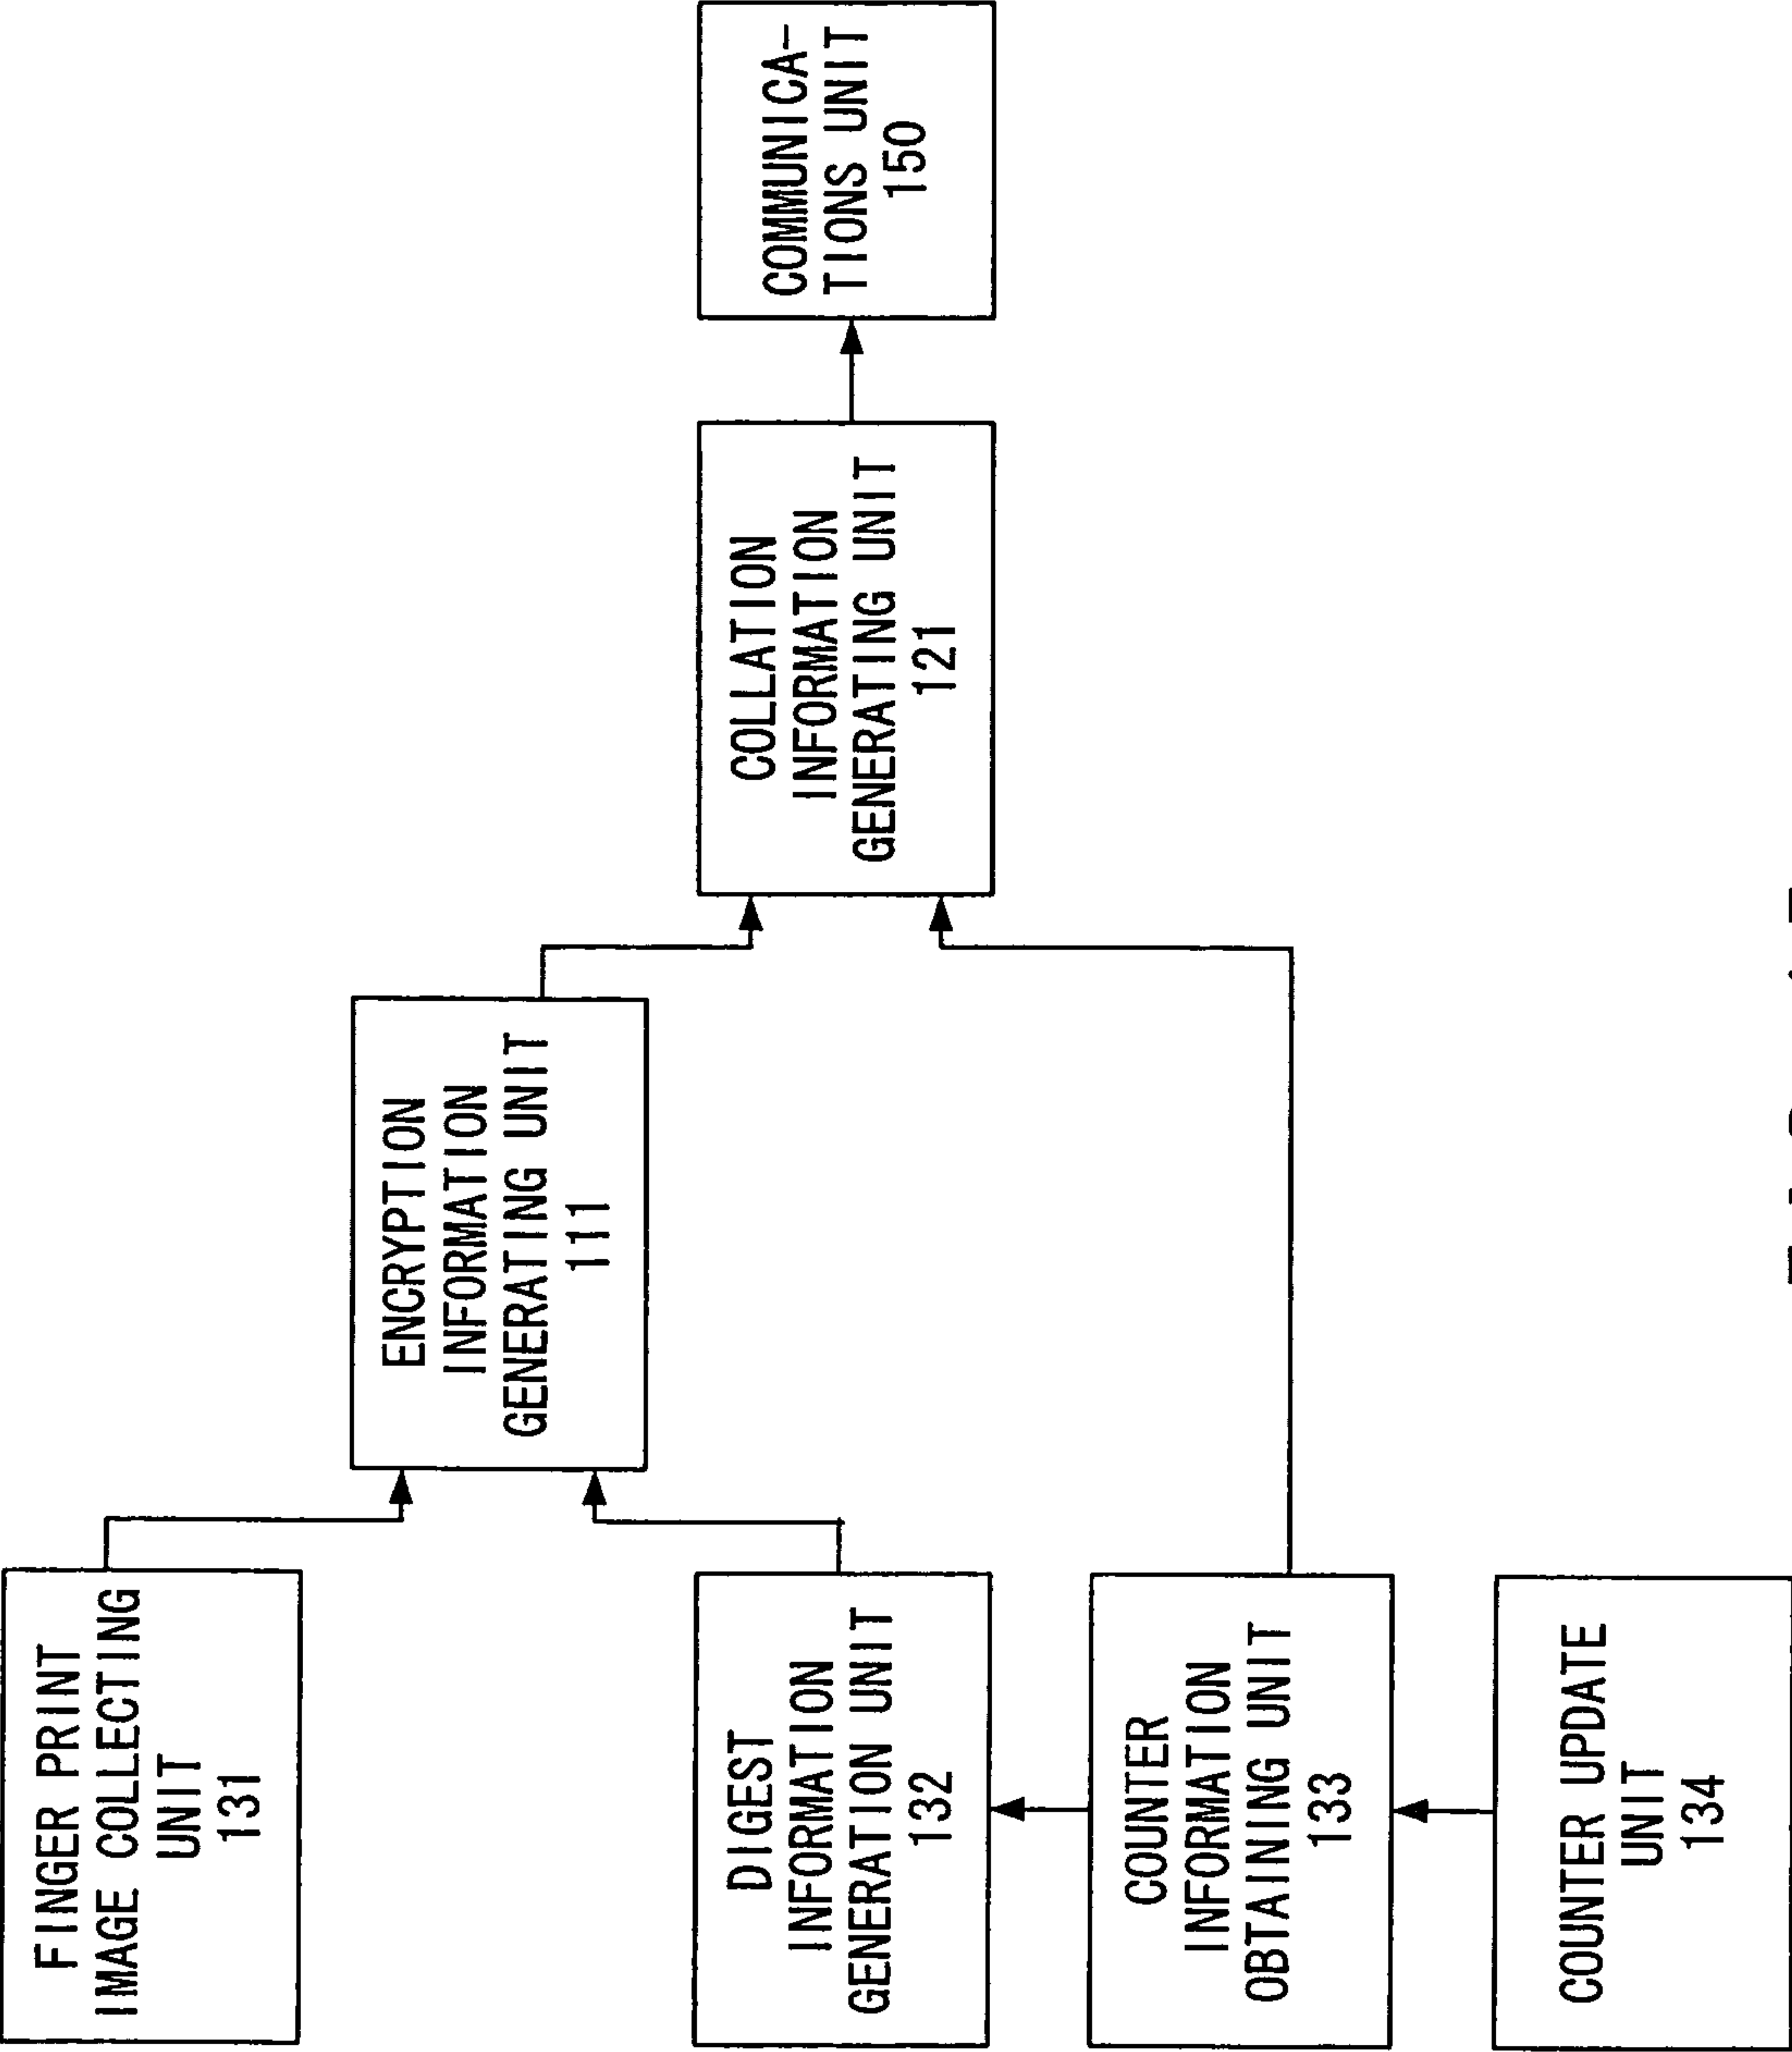 FINGER PRINT
IMAGE COLLECTING
UNIT
131
ENCRYPTION
INFORMATION
GENERATING UNIT
111
DIGEST
INFORMATION
GENERATION UNIT
132
COLLATION
INFORMATION
GENERATING UNIT
121
COMMUNICA-
TIONS UNIT
150
COUNTER
INFORMATION
OBTAINING UNIT
133
COUNTER UPDATE
UNIT
134